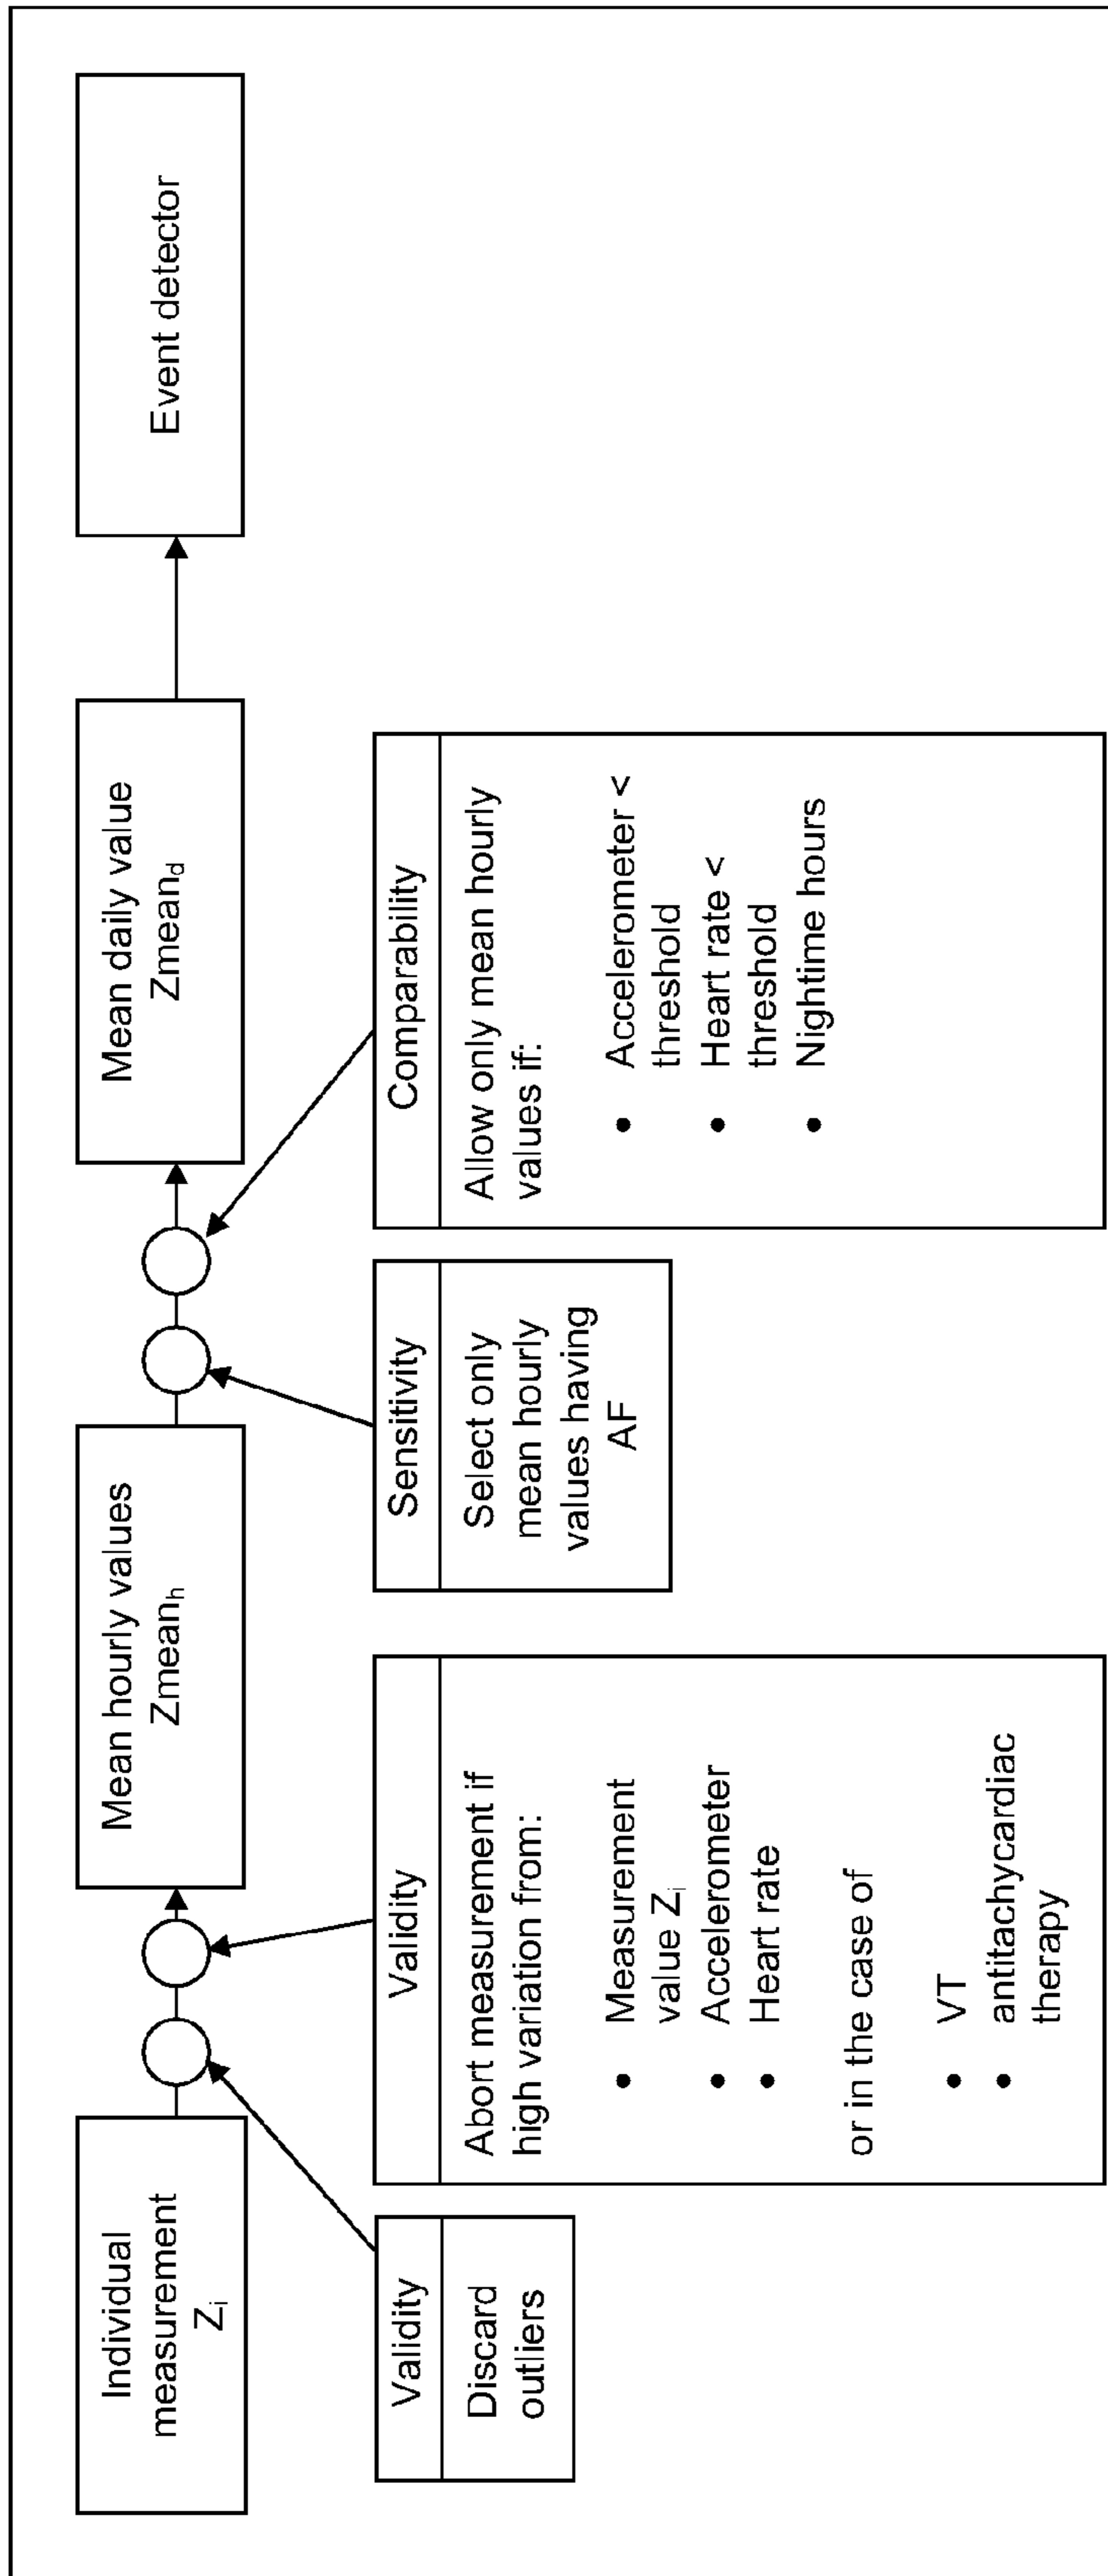 Individual
measurement
Zi
Mean hourly values
Zmeanh
Mean daily value
Zmeand
Event detector
Validity
Discard
outliers
Validity
Abort measurement if
high variation from:
• Measurement
value Zi
• Accelerometer
• Heart rate
or in the case of
• VT
• antitachycardiac
therapy
Sensitivity
Select only
mean hourly
values having
AF
Comparability
Allow only mean hourly
values if:
• Accelerometer <
threshold
• Heart rate <
threshold
• Nightime hours